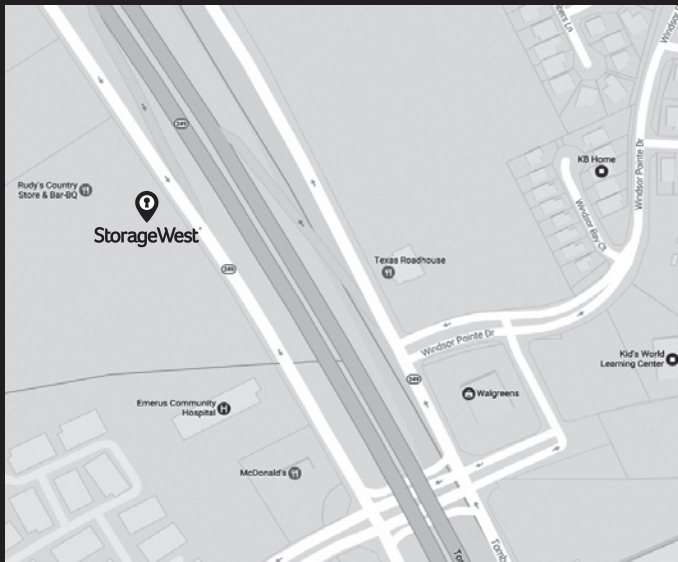 249
Rudy's Country
Store & Bar-BQ
StorageWest
249
KB Home
Windsor Pointe Dr
Windsor Bay Ct
Texas Roadhouse
Windsor Pointe Dr
Kid's World
Learning Center
249
Walgreens
Emerus Community
Hospital
H
McDonald's